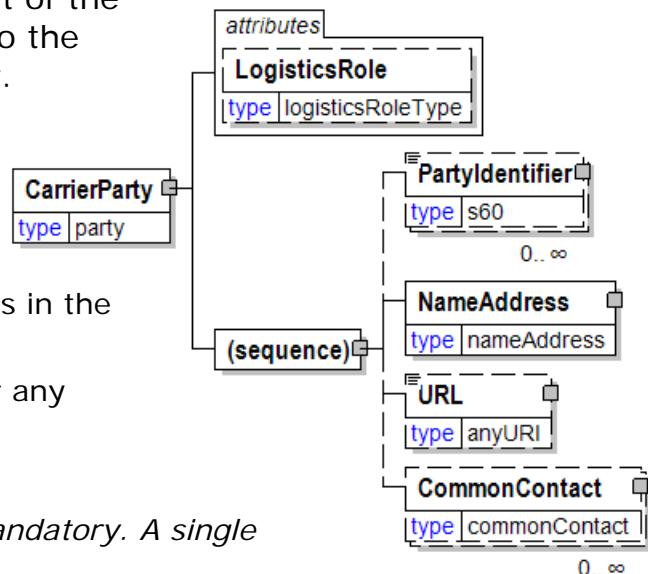 t of the
o the
attributes
LogisticsRole
type logisticsRoleType
CarrierParty
type party
PartyIdentifier
type s60
0.. ∞
s in the
NameAddress
type nameAddress
(sequence)
any
URL
type anyURI
CommonContact
type commonContact
andatory. A single
0.. ∞